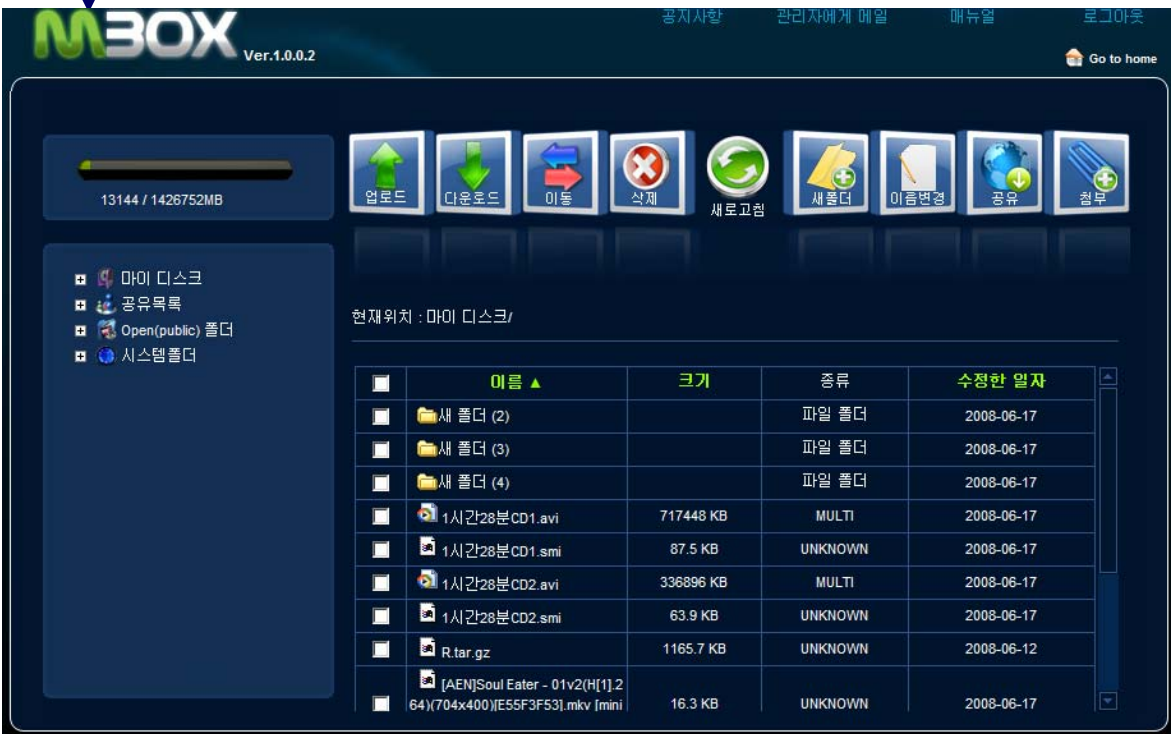 공지사항 관리자에게 메일 매뉴얼 로그아웃
MBOX Ver.1.0.0.2
Go to home
13144 / 1426752MB
업로드 다운로드 이동 삭제 새로고침 새폴더 이름변경 공유 첨부
마이 디스크
공유목록
Open(public) 폴더
시스템폴더
현재위치 : 마이 디스크/
이름 ▲ 크기 종류 수정한 일자
새 폴더 (2) 파일 폴더 2008-06-17
새 폴더 (3) 파일 폴더 2008-06-17
새 폴더 (4) 파일 폴더 2008-06-17
1시간28분CD1.avi 717448 KB MULTI 2008-06-17
1시간28분CD1.smi 87.5 KB UNKNOWN 2008-06-17
1시간28분CD2.avi 336896 KB MULTI 2008-06-17
1시간28분CD2.smi 63.9 KB UNKNOWN 2008-06-17
R.tar.gz 1165.7 KB UNKNOWN 2008-06-12
[AEN]Soul Eater - 01v2(H[1].2
64)(704x400)[E55F3F53].mkv [mini 16.3 KB UNKNOWN 2008-06-17